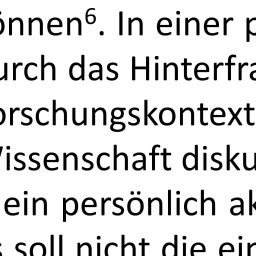 önnen⁶. In einer p
urch das Hinterfra
orschungskontext
Wissenschaft disku
ein persönlich ak
s soll nicht die ein